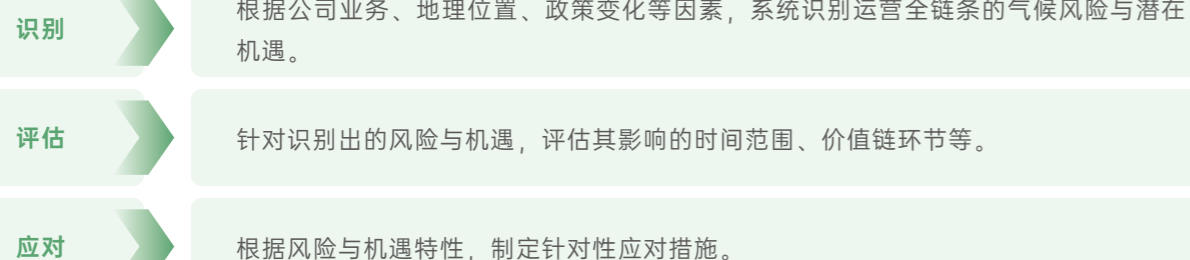 识别
根据公司业务、地理位置、政策变化等因素，系统识别运营全链条的气候风险与潜在
机遇。
评估
针对识别出的风险与机遇，评估其影响的时间范围、价值链环节等。
应对
根据风险与机遇特性，制定针对性应对措施。